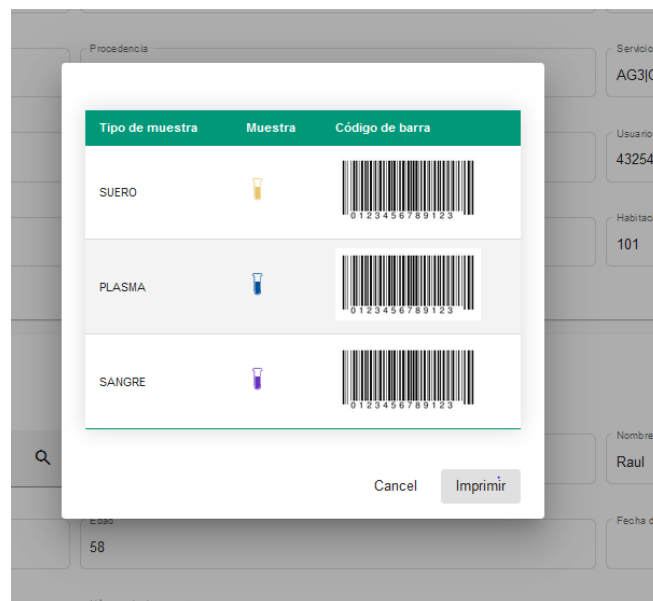 Procedencia
Servicio
AG3|
Tipo de muestra Muestra Código de barra
Usuario
43254
SUERO
0123456789123
Habitac
101
PLASMA
0123456789123
SANGRE
0123456789123
Nombre
Raul
Cancel Imprimir
Edad
Fecha d
58